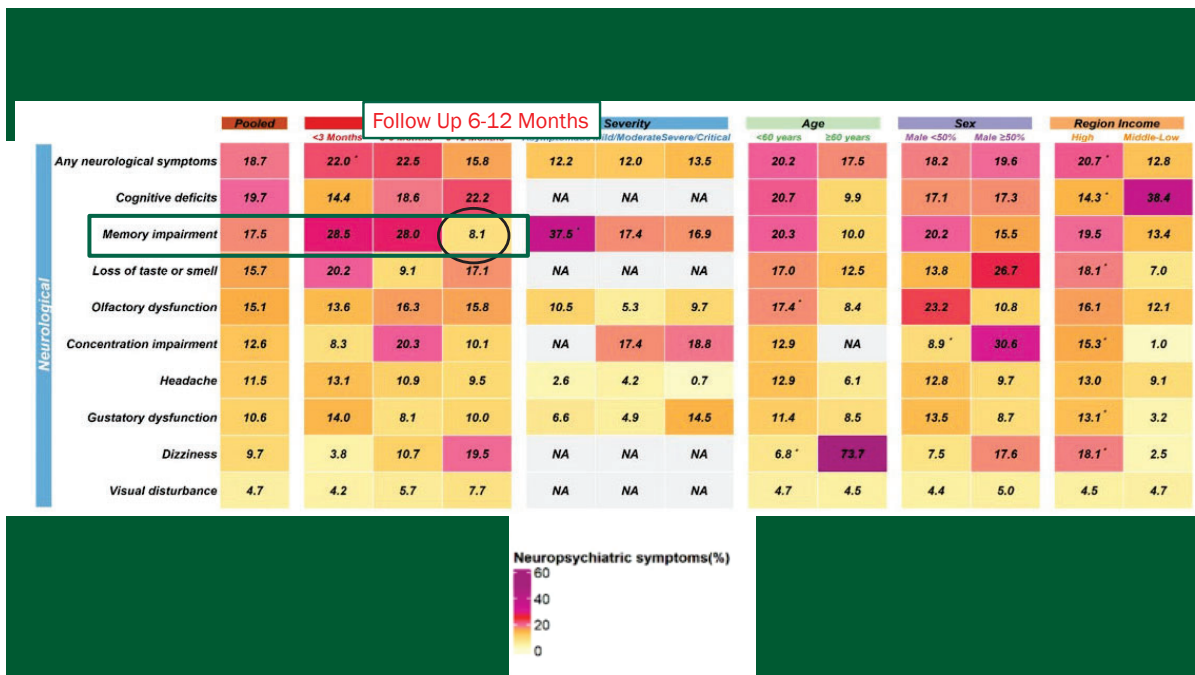 Follow Up 6-12 Months
Pooled Severity Age Sex Region Income
<3 Months Severe/Critical <60 years ≥60 years Male <50% Male ≥50% High Middle-Low
Neurological
Any neurological symptoms 18.7 22.0 * 22.5 15.8 12.2 12.0 13.5 20.2 17.5 18.2 19.6 20.7 * 12.8
Cognitive deficits 19.7 14.4 18.6 22.2 NA NA NA 20.7 9.9 17.1 17.3 14.3 * 38.4
Memory impairment 17.5 28.5 28.0 8.1 37.5 * 17.4 16.9 20.3 10.0 20.2 15.5 19.5 13.4
Loss of taste or smell 15.7 20.2 9.1 17.1 NA NA NA 17.0 12.5 13.8 26.7 18.1 * 7.0
Olfactory dysfunction 15.1 13.6 16.3 15.8 10.5 5.3 9.7 17.4 * 8.4 23.2 10.8 16.1 12.1
Concentration impairment 12.6 8.3 20.3 10.1 NA 17.4 18.8 12.9 NA 8.9 * 30.6 15.3 * 1.0
Headache 11.5 13.1 10.9 9.5 2.6 4.2 0.7 12.9 6.1 12.8 9.7 13.0 9.1
Gustatory dysfunction 10.6 14.0 8.1 10.0 6.6 4.9 14.5 11.4 8.5 13.5 8.7 13.1 * 3.2
Dizziness 9.7 3.8 10.7 19.5 NA NA NA 6.8 * 73.7 7.5 17.6 18.1 * 2.5
Visual disturbance 4.7 4.2 5.7 7.7 NA NA NA 4.7 4.5 4.4 5.0 4.5 4.7
Neuropsychiatric symptoms(%)
60
40
20
0